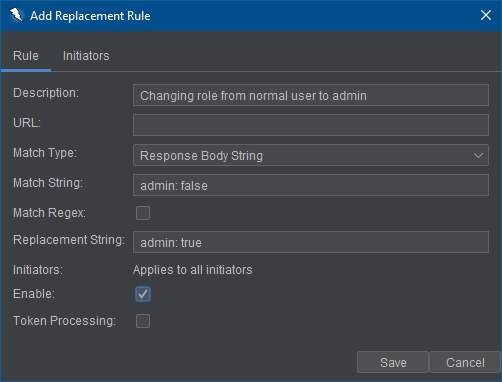 Add Replacement Rule
Rule Initiators
Description: Changing role from normal user to admin
URL:
Match Type: Response Body String
Match String: admin: false
Match Regex:
Replacement String: admin: true
Initiators: Applies to all initiators
Enable:
Token Processing:
Save Cancel